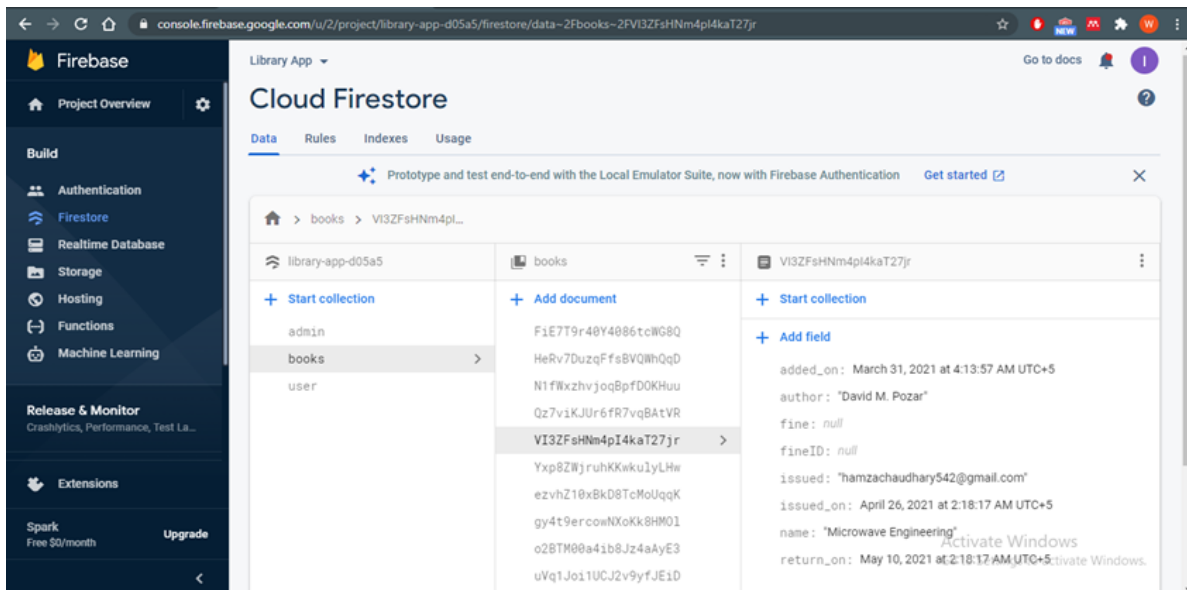 console.firebase.google.com/u/2/project/library-app-d05a5/firestore/data~2Fbooks~2FVI3ZFsHNm4pI4kaT27jr
NEW
W
Firebase
Library App
Go to docs
I
Project Overview
Cloud Firestore
Data Rules Indexes Usage
Build
Prototype and test end-to-end with the Local Emulator Suite, now with Firebase Authentication Get started
Authentication
Firestore
Realtime Database
Storage
Hosting
Functions
Machine Learning
Release & Monitor
Crashlytics, Performance, Test La...
Extensions
Spark
Free $0/month
Upgrade
> books > VI3ZFsHNm4pI...
library-app-d05a5
Start collection
admin
books
user
books
Add document
FiE7T9r40Y4086tcWG8Q
HeRv7DuzqFfsBVQWhQqD
N1fWxzhvjoqBpfDOKHuu
Qz7viKJUr6fR7vqBAtVR
VI3ZFsHNm4pI4kaT27jr
Yxp8ZWjruhKKwkulyLHw
ezvhZ10xBkD8TcMoUqqK
gy4t9ercowNXoKk8HMOl
o2BTM00a4ib8Jz4aAyE3
uVq1Joi1UCJ2v9yfJEiD
VI3ZFsHNm4pI4kaT27jr
Start collection
Add field
added_on: March 31, 2021 at 4:13:57 AM UTC+5
author: "David M. Pozar"
fine: null
fineID: null
issued: "hamzachaudhary542@gmail.com"
issued_on: April 26, 2021 at 2:18:17 AM UTC+5
name: "Microwave Engineering"
return_on: May 10, 2021 at 2:18:17 AM UTC+5
Activate Windows
activate Windows.